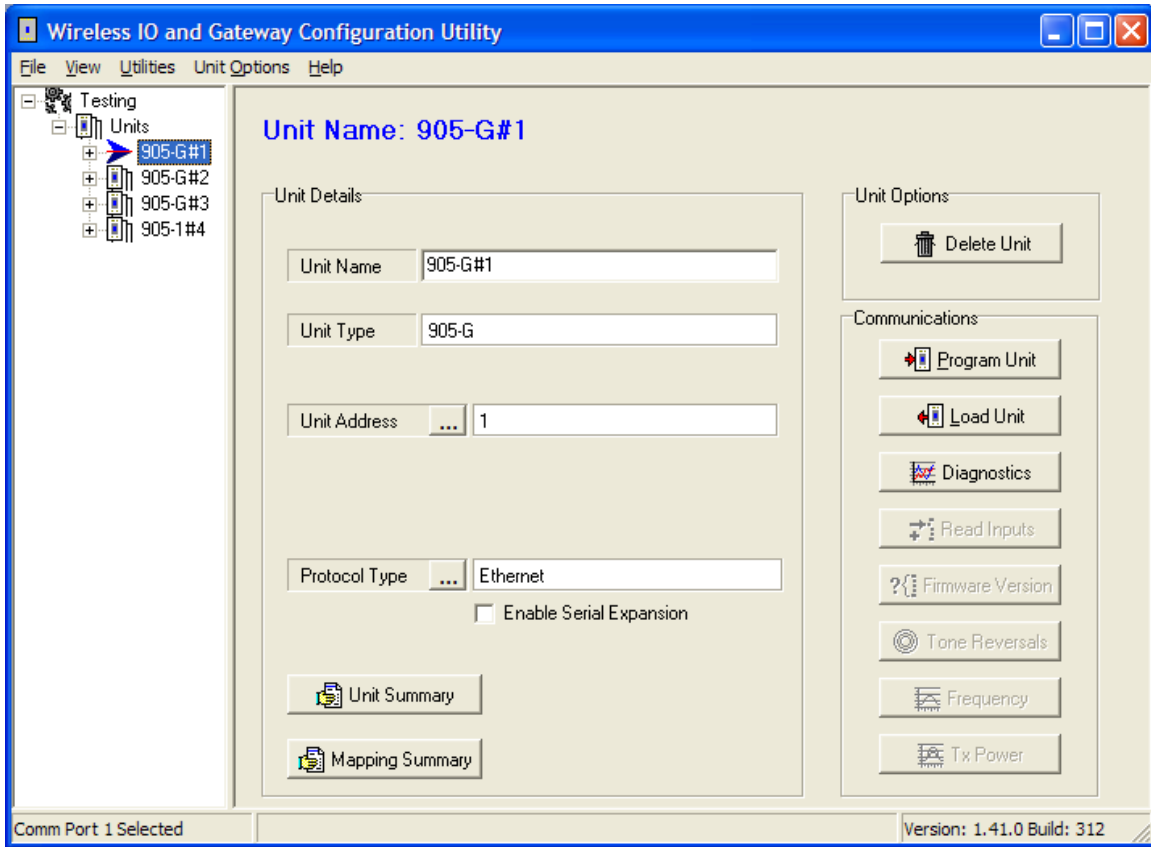 Wireless IO and Gateway Configuration Utility
File View Utilities Unit Options Help
Testing
Units
905-G#1
905-G#2
905-G#3
905-1#4
Unit Name: 905-G#1
Unit Details
Unit Name 905-G#1
Unit Type 905-G
Unit Address ... 1
Protocol Type ... Ethernet
Enable Serial Expansion
Unit Summary
Mapping Summary
Unit Options
Delete Unit
Communications
Program Unit
Load Unit
Diagnostics
Read Inputs
Firmware Version
Tone Reversals
Frequency
Tx Power
Comm Port 1 Selected
Version: 1.41.0 Build: 312